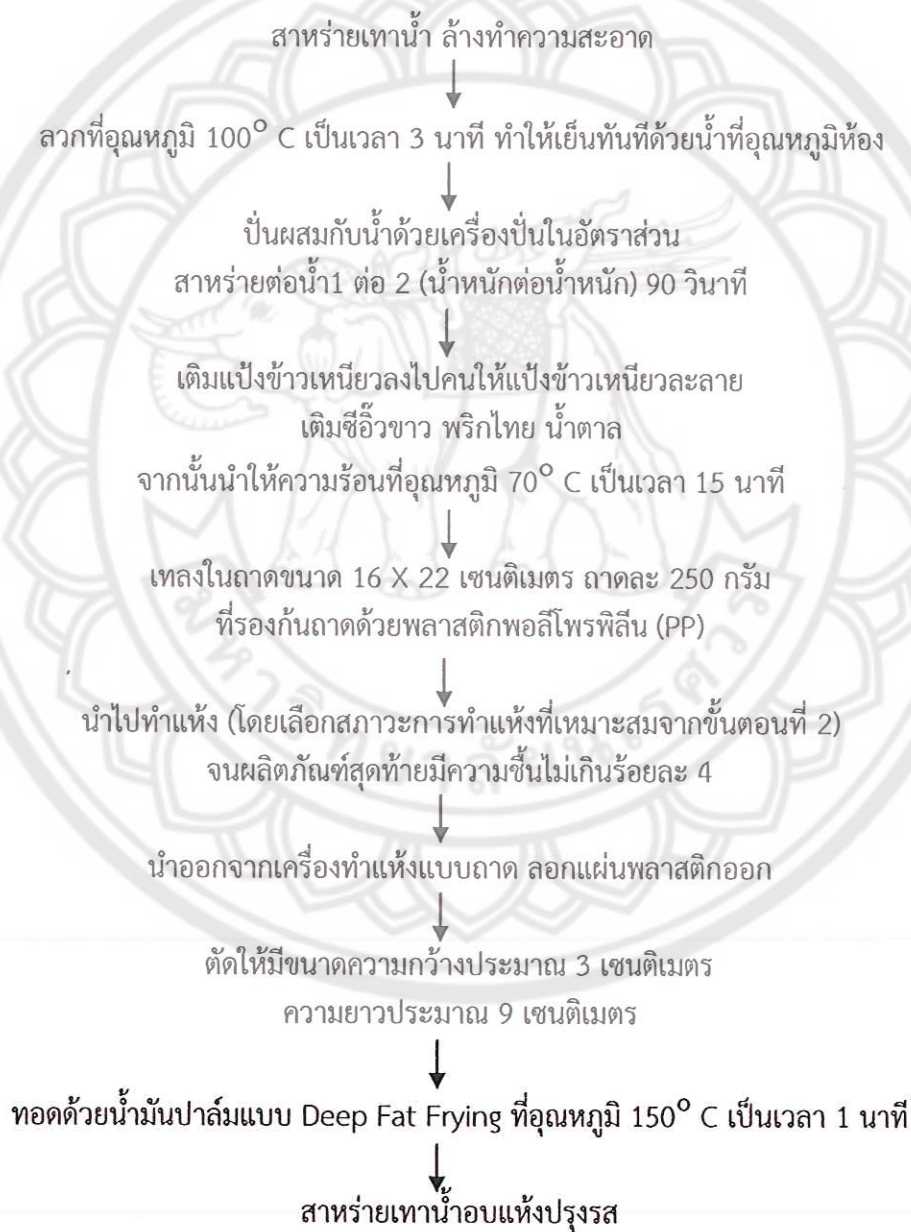 สาหร่ายเทาน้ำ ล้างทำความสะอาด
ลวกที่อุณหภูมิ 100° C เป็นเวลา 3 นาที ทำให้เย็นทันทีด้วยน้ำที่อุณหภูมิห้อง
ปั่นผสมกับน้ำด้วยเครื่องปั่นในอัตราส่วน
สาหร่ายต่อน้ำ1 ต่อ 2 (น้ำหนักต่อน้ำหนัก) 90 วินาที
เติมแป้งข้าวเหนียวลงไปคนให้แป้งข้าวเหนียวละลาย
เติมซีอิ๊วขาว พริกไทย น้ำตาล
จากนั้นนำให้ความร้อนที่อุณหภูมิ 70° C เป็นเวลา 15 นาที
เทลงในถาดขนาด 16 X 22 เซนติเมตร ถาดละ 250 กรัม
ที่รองก้นถาดด้วยพลาสติกพอลีโพรพิลีน (PP)
นำไปทำแห้ง (โดยเลือกสภาวะการทำแห้งที่เหมาะสมจากขั้นตอนที่ 2)
จนผลิตภัณฑ์สุดท้ายมีความชื้นไม่เกินร้อยละ 4
นำออกจากเครื่องทำแห้งแบบถาด ลอกแผ่นพลาสติกออก
ตัดให้มีขนาดความกว้างประมาณ 3 เซนติเมตร
ความยาวประมาณ 9 เซนติเมตร
ทอดด้วยน้ำมันปาล์มแบบ Deep Fat Frying ที่อุณหภูมิ 150° C เป็นเวลา 1 นาที
สาหร่ายเทาน้ำอบแห้งปรุงรส
มหาวิทยาลัยนเรศวร